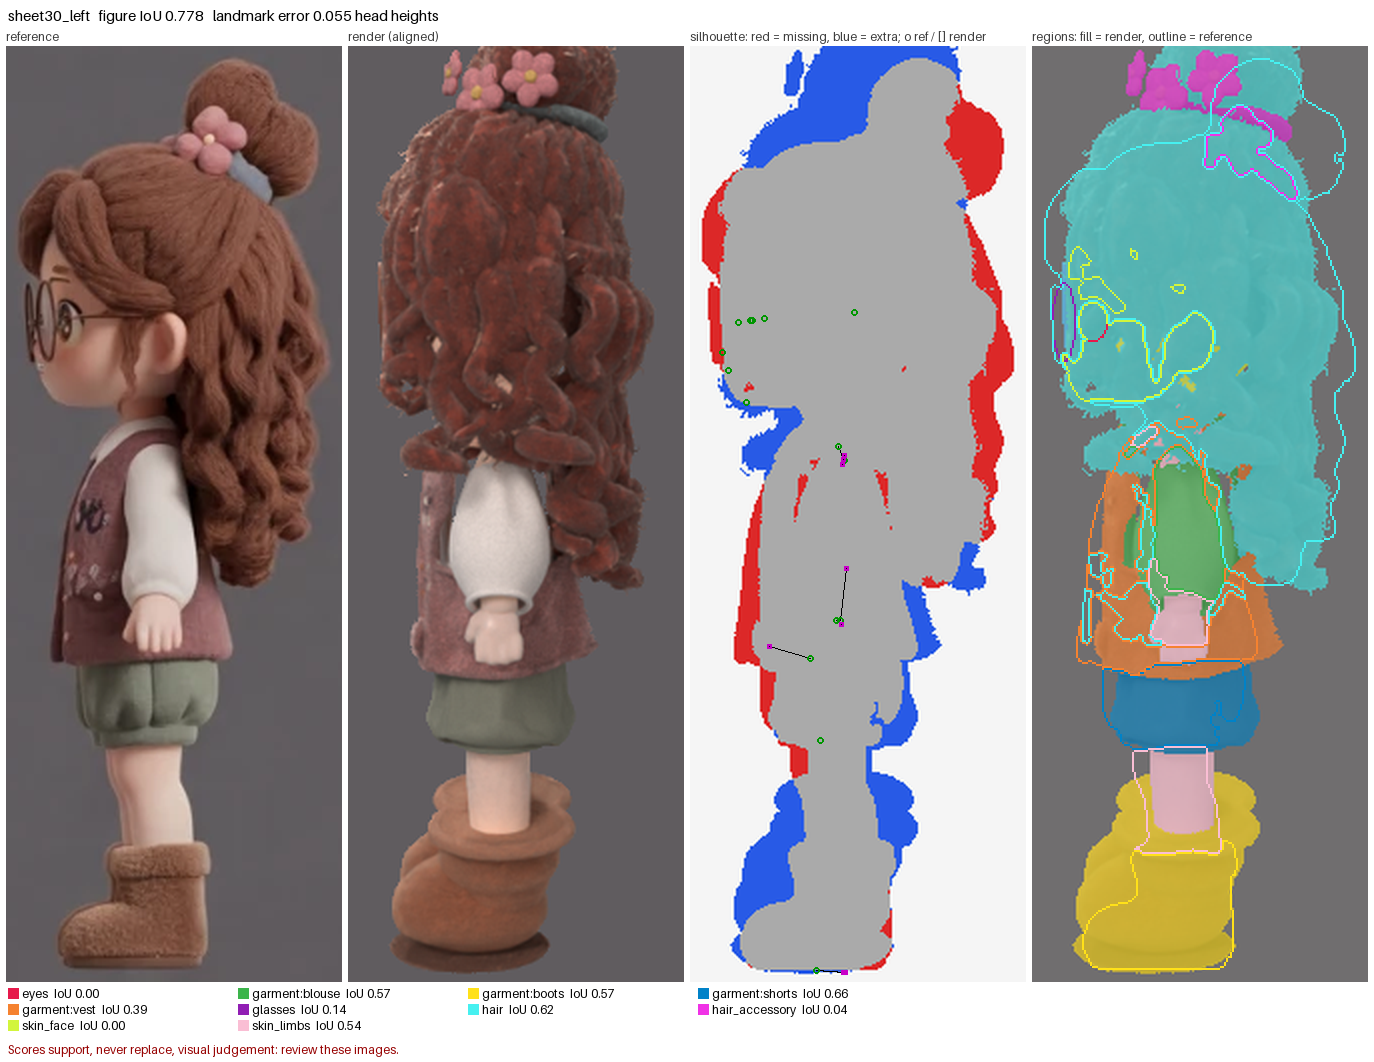 sheet30_left  figure IoU 0.778  landmark error 0.055 head heights
reference
render (aligned)
silhouette: red = missing, blue = extra; o ref / [] render
regions: fill = render, outline = reference
eyes IoU 0.00
garment:blouse IoU 0.57
garment:boots IoU 0.57
garment:shorts IoU 0.66
garment:vest IoU 0.39
glasses IoU 0.14
hair IoU 0.62
hair_accessory IoU 0.04
skin_face IoU 0.00
skin_limbs IoU 0.54
Scores support, never replace, visual judgement: review these images.